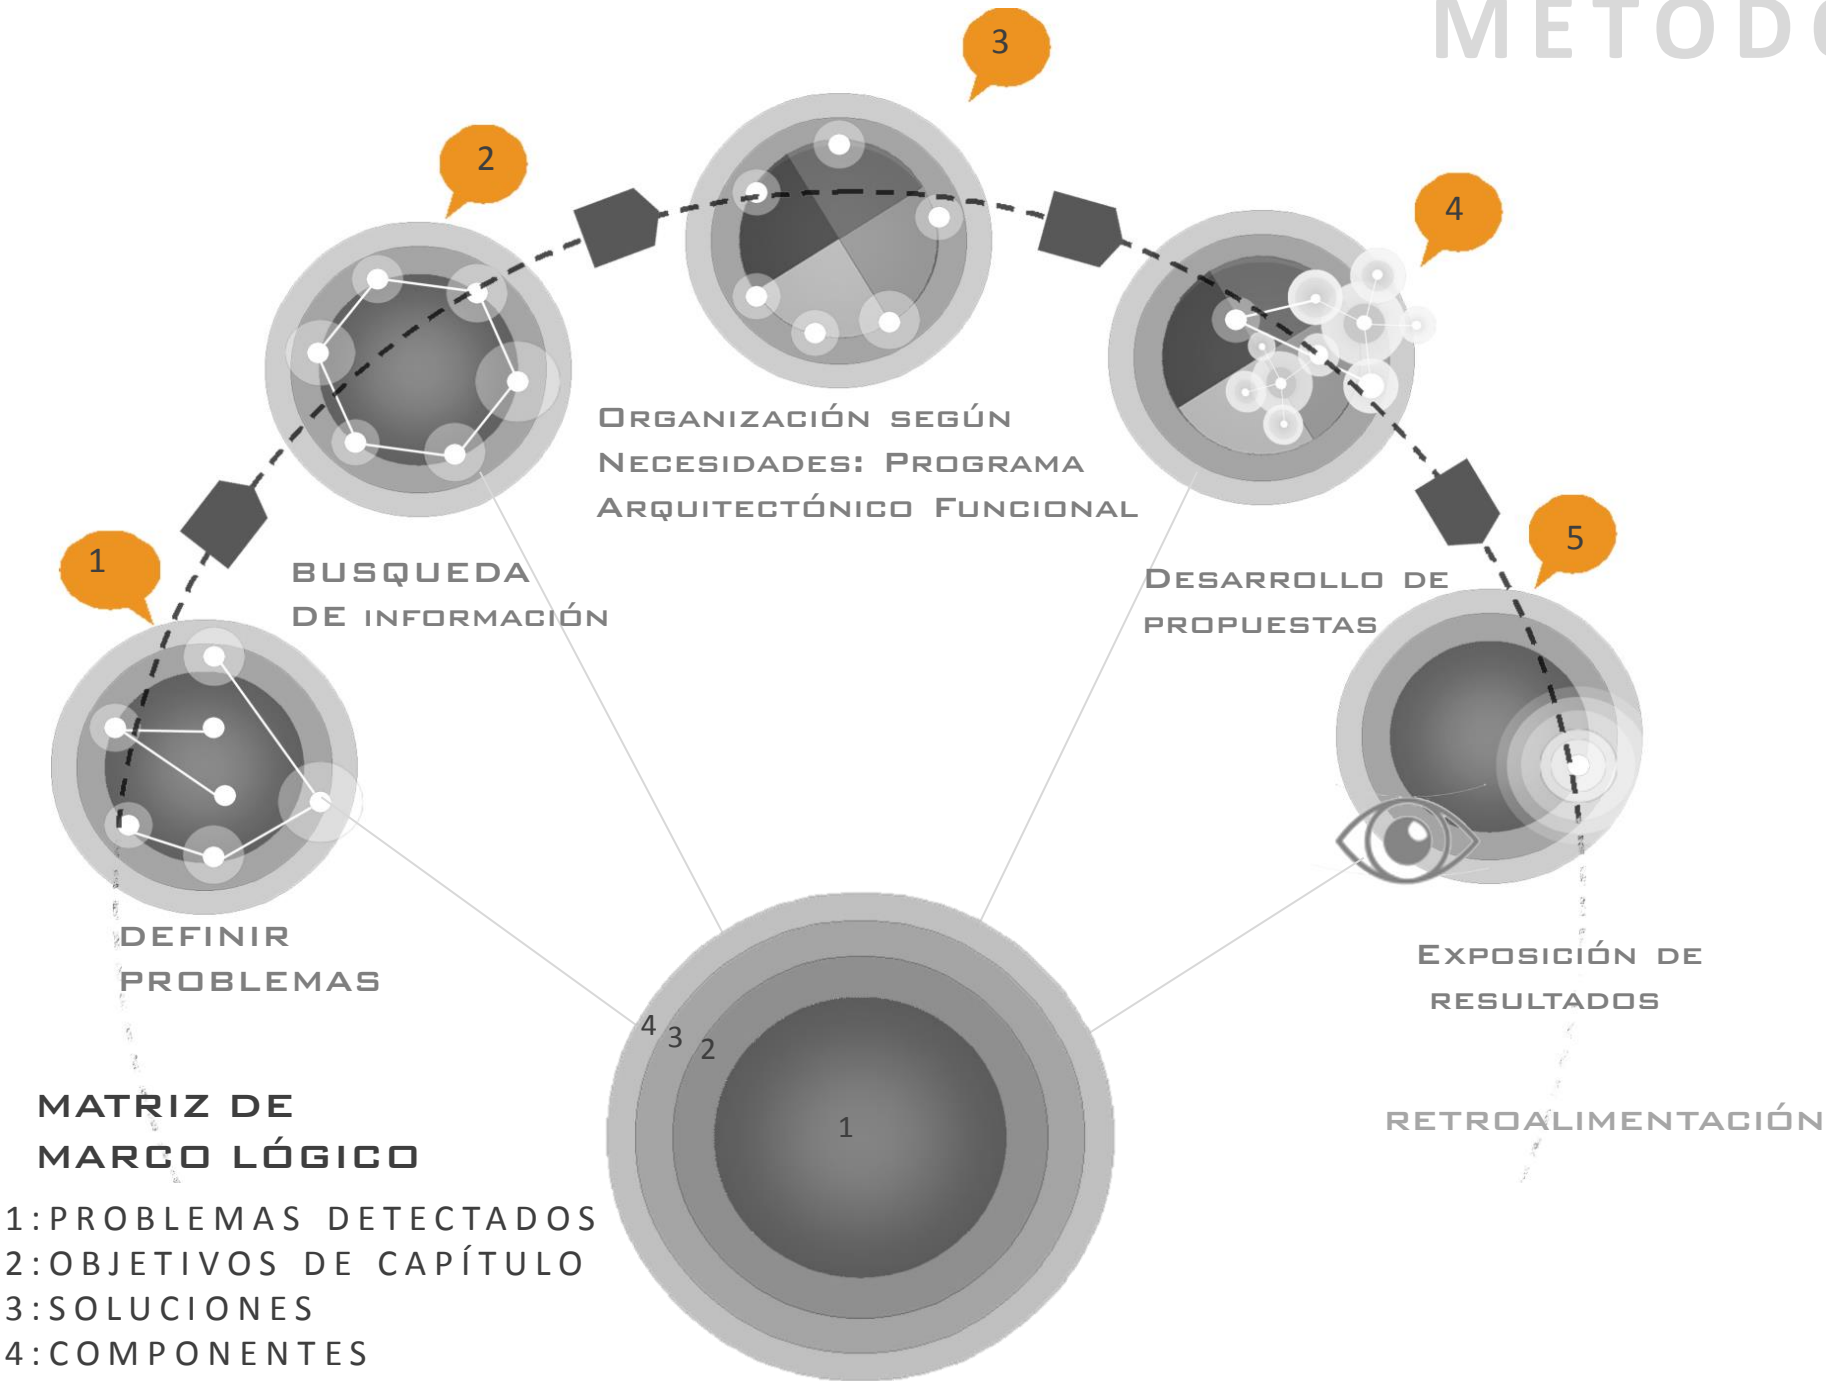 METODO
3
2
4
ORGANIZACIÓN SEGÚN
NECESIDADES: PROGRAMA
ARQUITECTÓNICO FUNCIONAL
1
BUSQUEDA
DE INFORMACIÓN
5
DESARROLLO DE
PROPUESTAS
DEFINIR
PROBLEMAS
EXPOSICIÓN DE
RESULTADOS
4
3
2
1
RETROALIMENTACIÓN
MATRIZ DE
MARCO LÓGICO
1:PROBLEMAS DETECTADOS
2:OBJETIVOS DE CAPÍTULO
3:SOLUCIONES
4:COMPONENTES